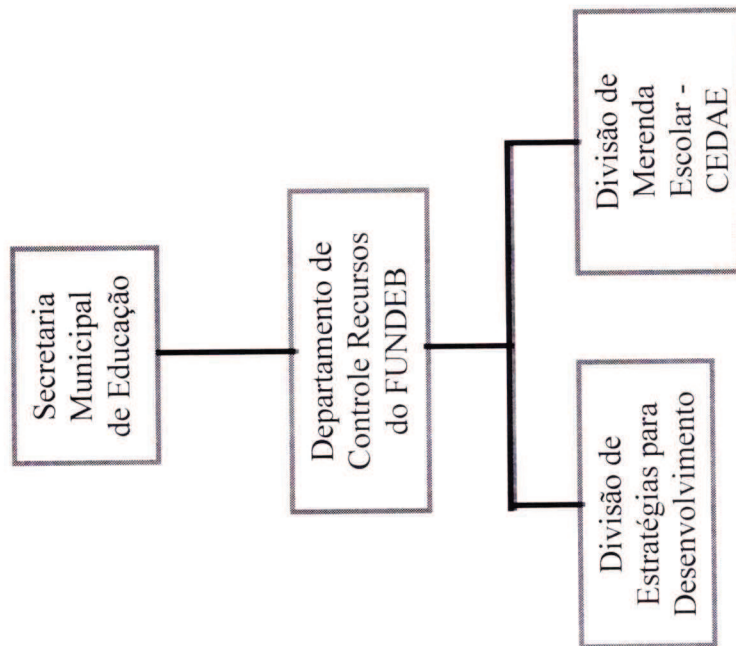 Secretaria
Municipal
de Educação
Departamento de
Controle Recursos
do FUNDEB
Divisão de
Estratégias para
Desenvolvimento
Divisão de
Merenda
Escolar -
CEDAE